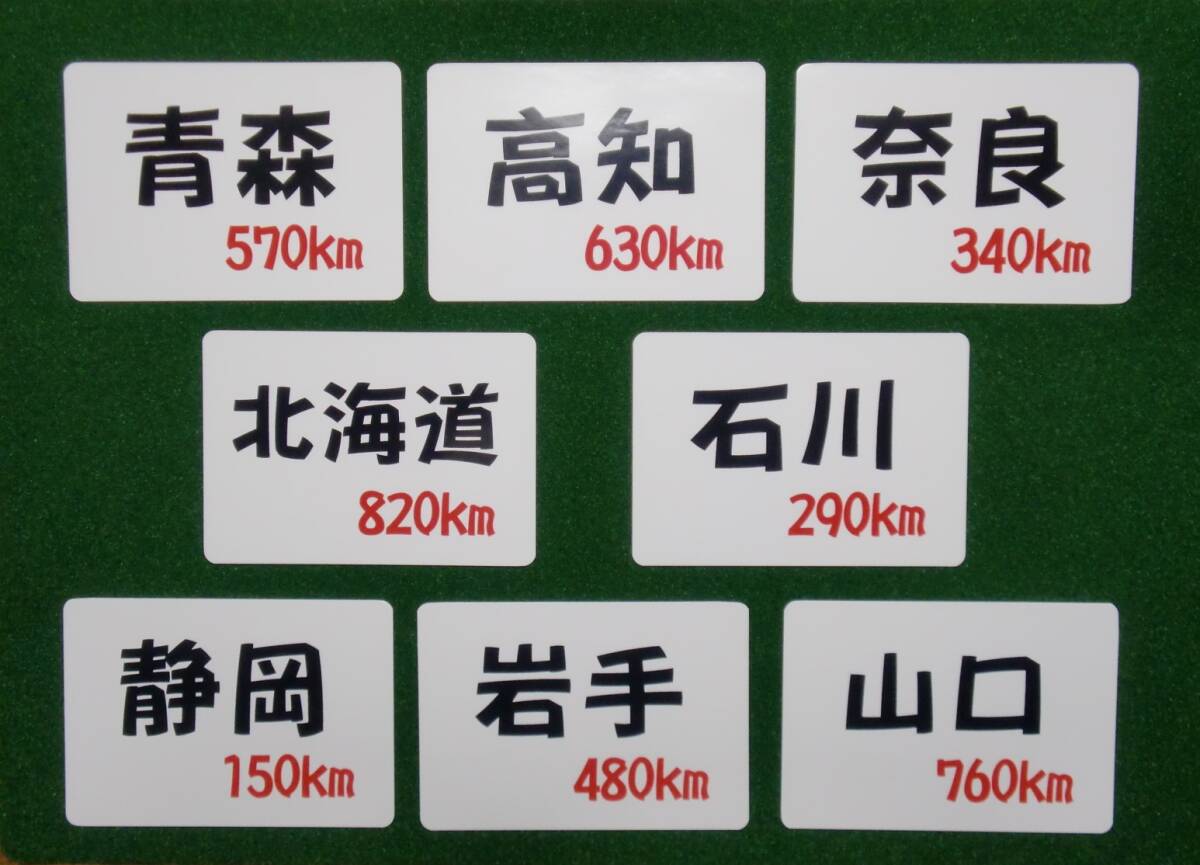 青森
570km
高知
630km
奈良
340km
北海道
820km
石川
290km
静岡
150km
岩手
480km
山口
760km